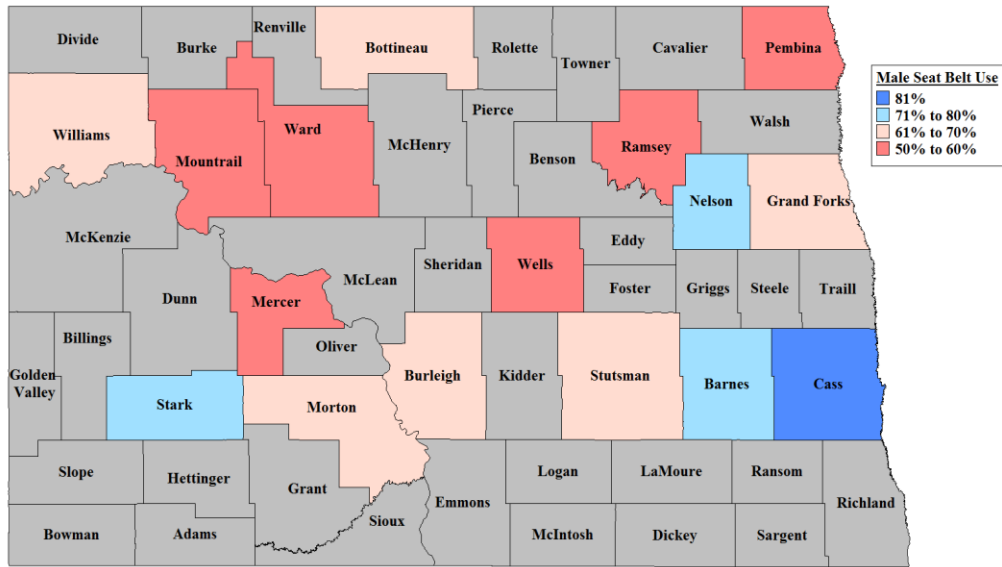 Divide
Burke
Renville
Bottineau
Rolette
Towner
Cavalier
Pembina
Male Seat Belt Use
81%
71% to 80%
61% to 70%
50% to 60%
Williams
Mountrail
Ward
McHenry
Pierce
Benson
Ramsey
Walsh
Nelson
Grand Forks
McKenzie
Dunn
McLean
Sheridan
Wells
Eddy
Foster
Griggs
Steele
Traill
Mercer
Oliver
Billings
Golden
Valley
Stark
Morton
Burleigh
Kidder
Stutsman
Barnes
Cass
Slope
Hettinger
Grant
Sioux
Emmons
Logan
LaMoure
Ransom
Richland
Bowman
Adams
McIntosh
Dickey
Sargent